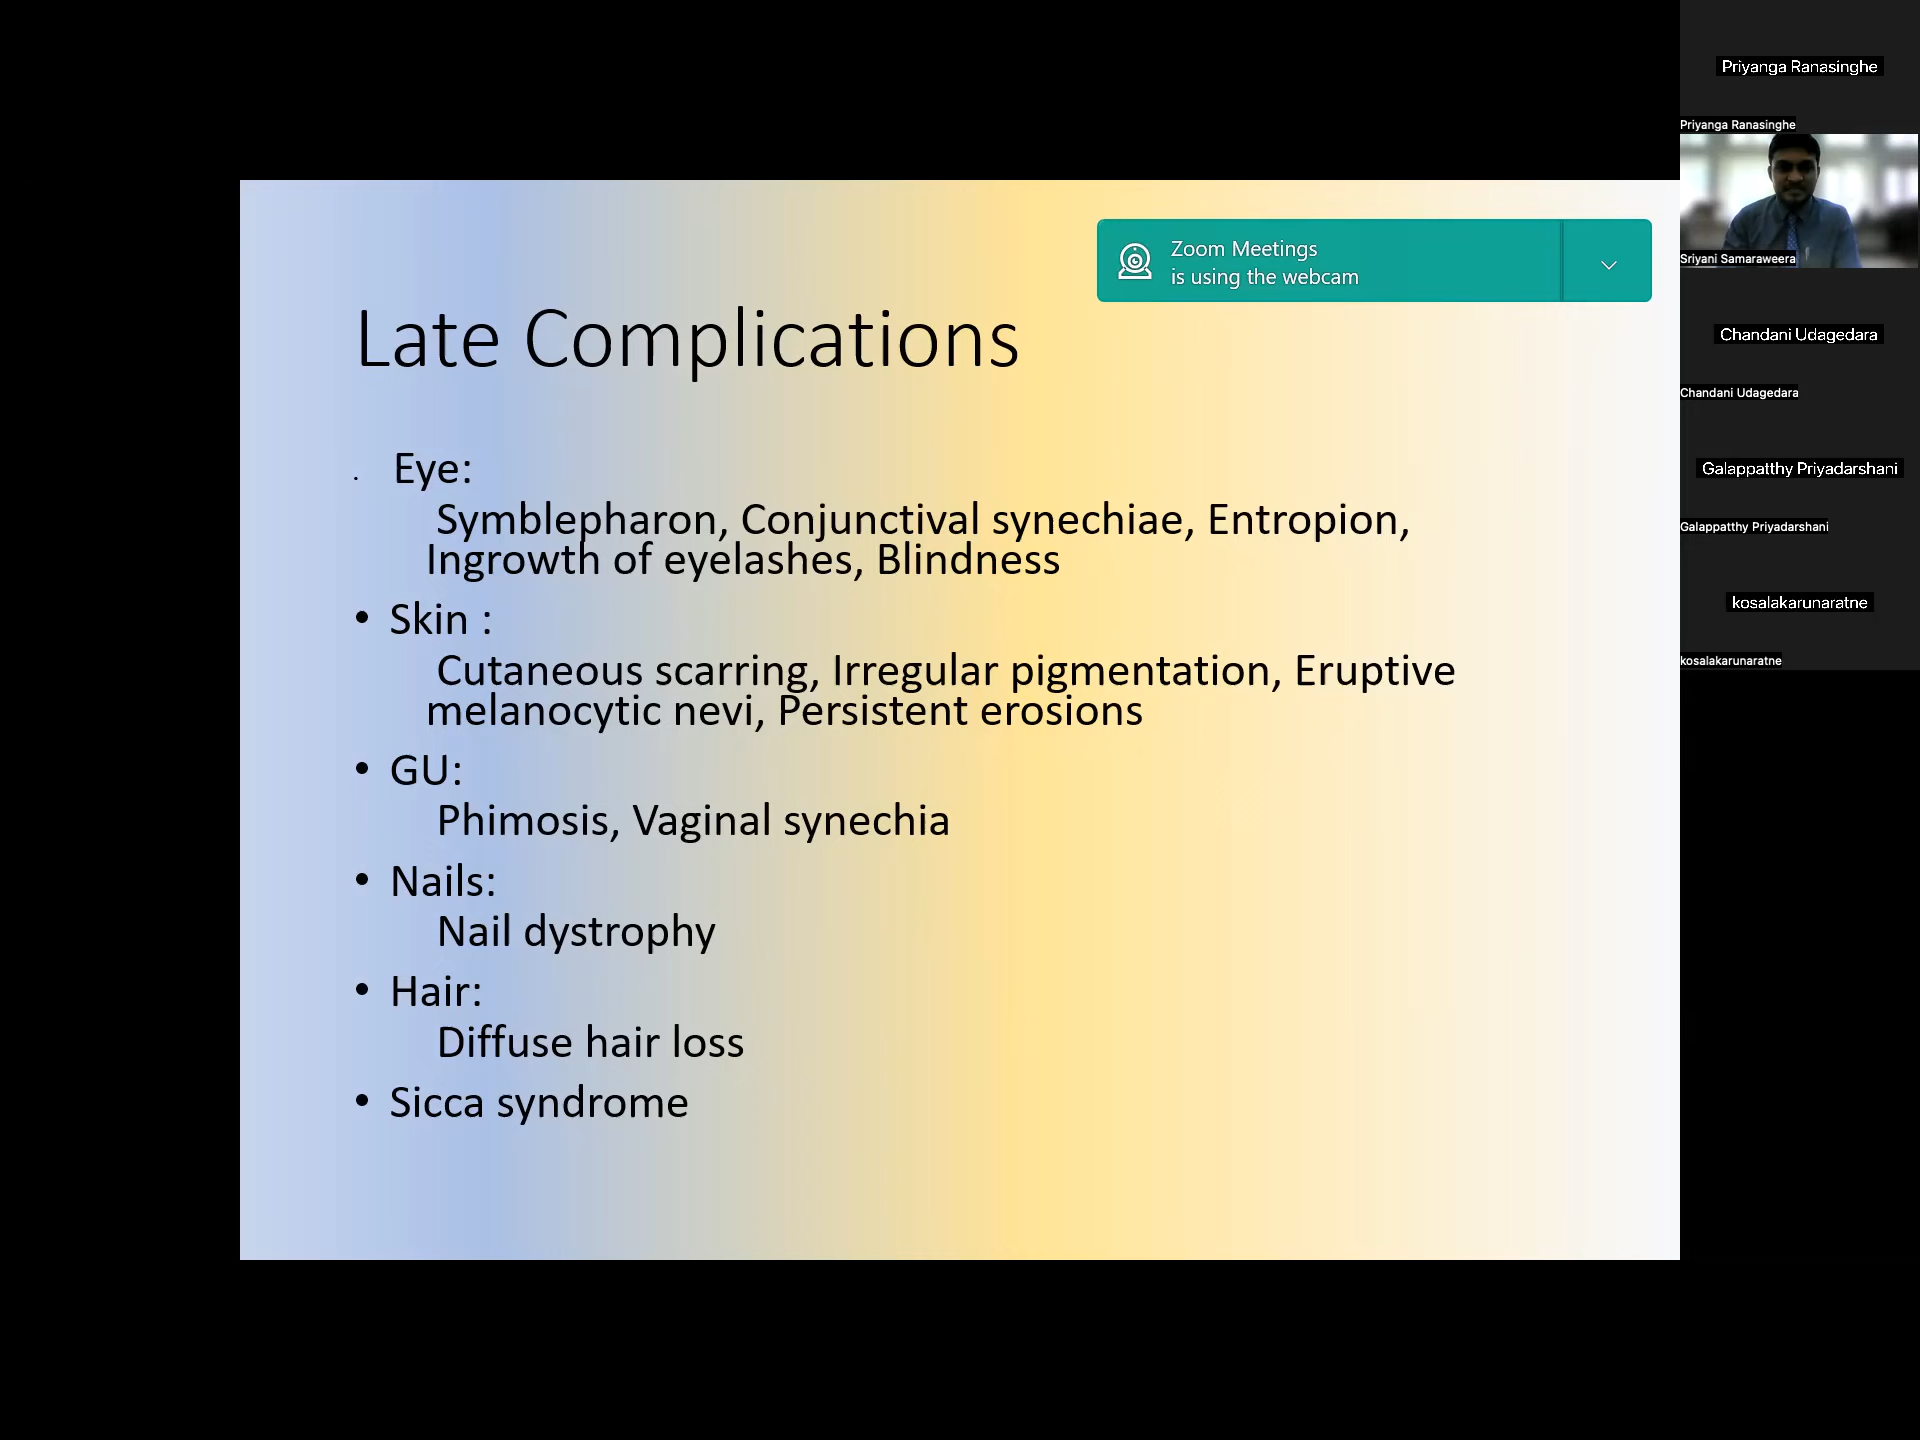 Late Complications
Zoom Meetings
is using the webcam
. Eye:
Symblepharon, Conjunctival synechiae, Entropion,
Ingrowth of eyelashes, Blindness
• Skin :
Cutaneous scarring, Irregular pigmentation, Eruptive
melanocytic nevi, Persistent erosions
• GU:
Phimosis, Vaginal synechia
• Nails:
Nail dystrophy
• Hair:
Diffuse hair loss
• Sicca syndrome
Priyanga Ranasinghe
Priyanga Ranasinghe
Sriyani Samaraweera
Chandani Udagedara
Chandani Udagedara
Galappatthy Priyadarshani
Galappatthy Priyadarshani
kosalakarunaratne
kosalakarunaratne